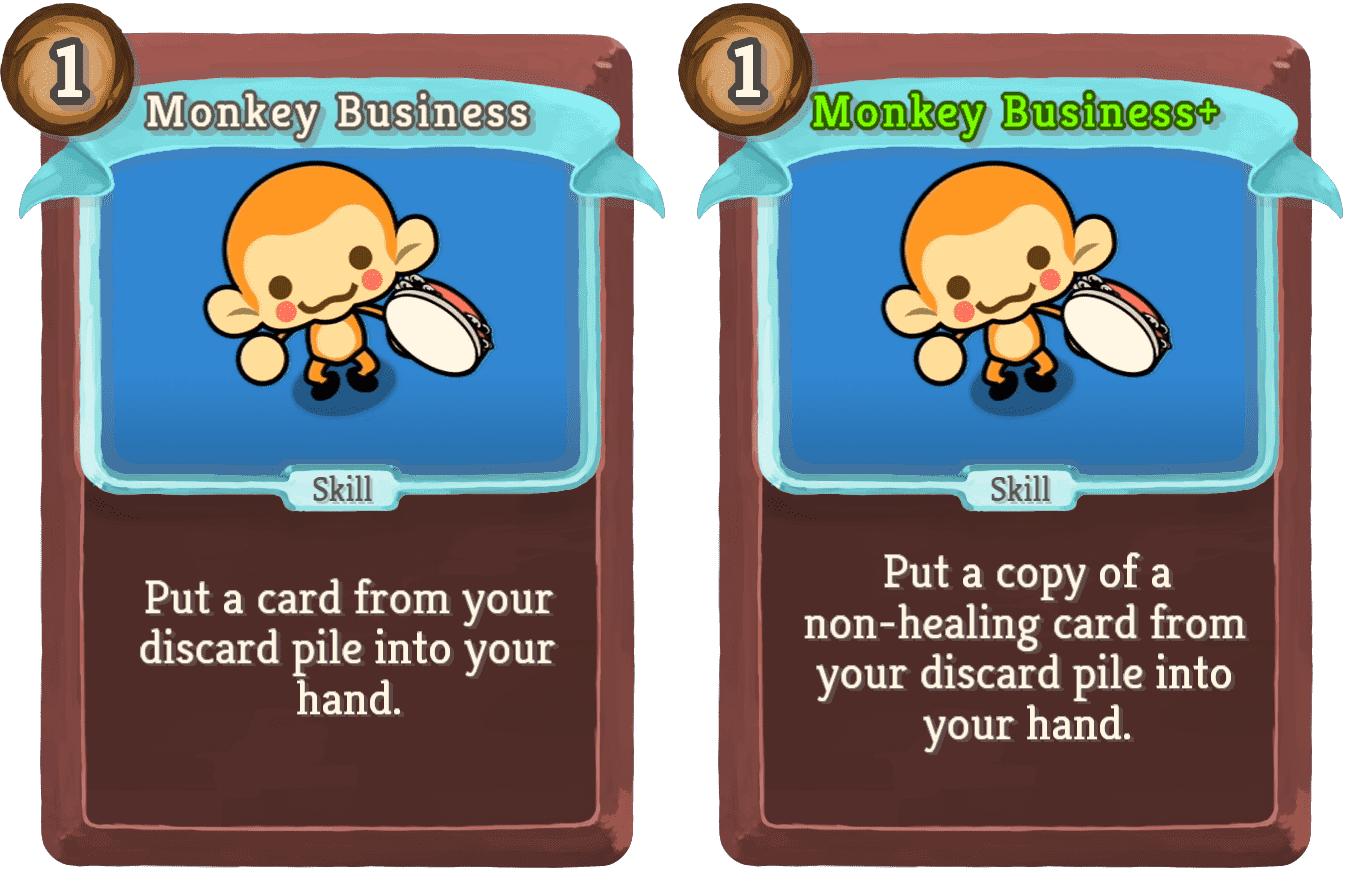 1
Monkey Business
Skill
Put a card from your
discard pile into your
hand.
1
Monkey Business+
Skill
Put a copy of a
non-healing card from
your discard pile into
your hand.